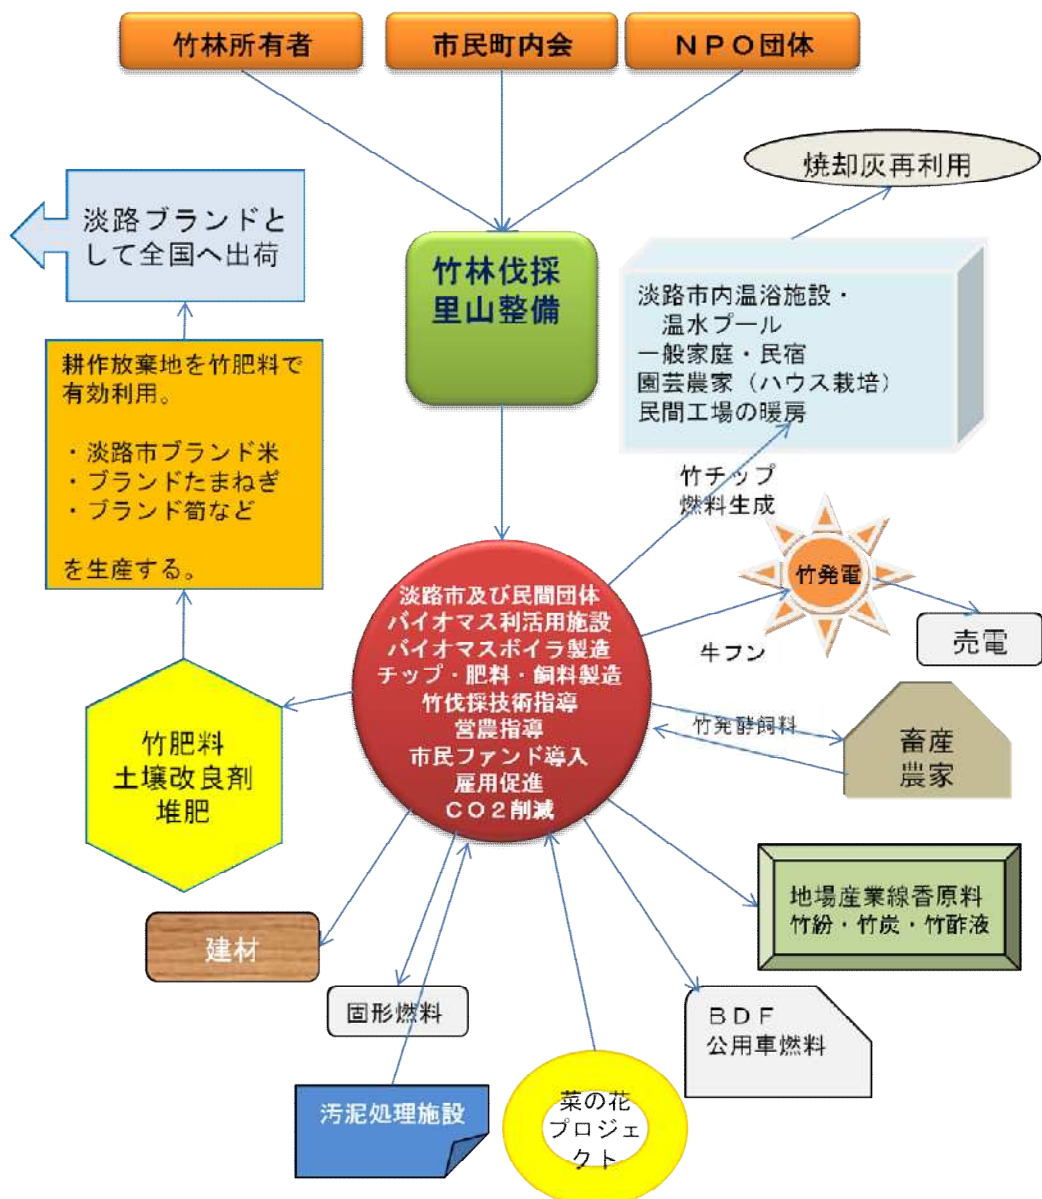 竹林所有者
市民町内会
NPO団体
焼却灰再利用
淡路ブランドと
して全国へ出荷
竹林伐採
里山整備
淡路市内温浴施設・
温水プール
一般家庭・民宿
園芸農家(ハウス栽培)
民間工場の暖房
耕作放棄地を竹肥料で
有効利用。
・淡路市ブランド米
・ブランドたまねぎ
・ブランド筍など
を生産する。
竹チップ
燃料生成
竹発電
売電
牛フン
淡路市及び民間団体
バイオマス利活用施設
バイオマスボイラ製造
チップ・肥料・飼料製造
竹伐採技術指導
営農指導
市民ファンド導入
雇用促進
CO2削減
竹発酵飼料
畜産
農家
竹肥料
土壌改良剤
堆肥
地場産業線香原料
竹紛・竹炭・竹酢液
建材
固形燃料
BDF
公用車燃料
汚泥処理施設
菜の花
プロジェ
クト